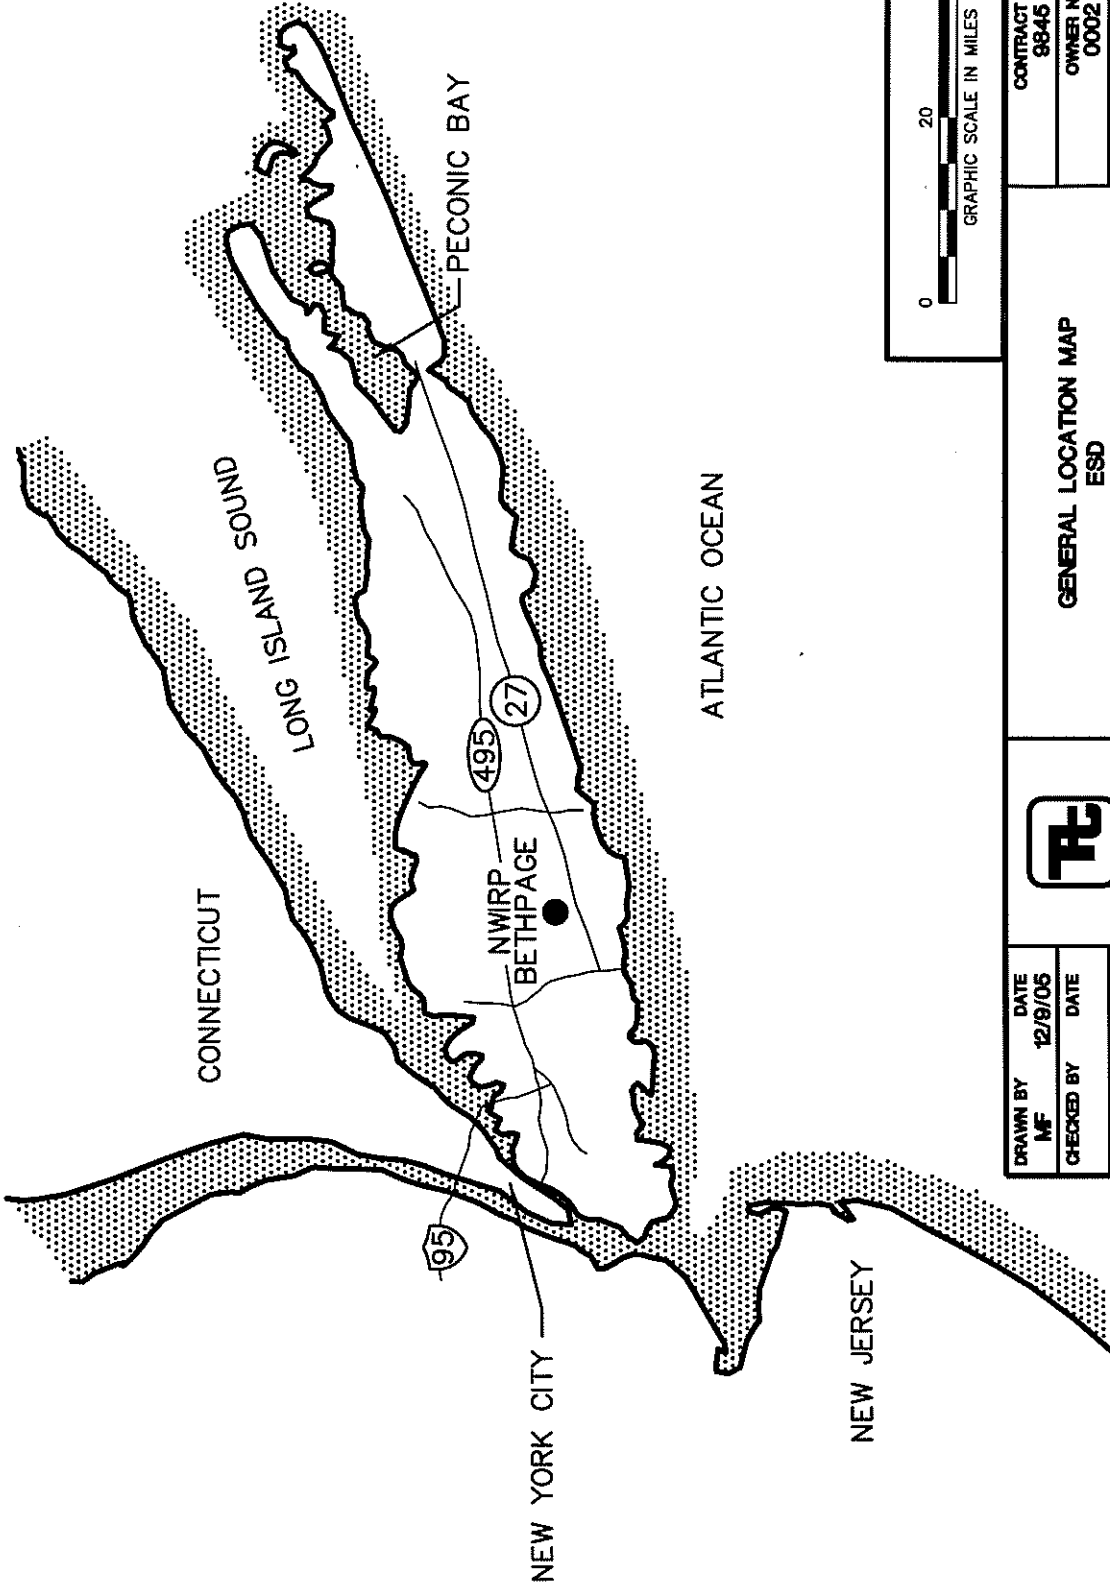 CONNECTICUT
LONG ISLAND SOUND
PECONIC BAY
95
495
27
NWIRP
BETHPAGE
NEW YORK CITY
ATLANTIC OCEAN
NEW JERSEY
0 20
GRAPHIC SCALE IN MILES
DRAWN BY DATE
MF 12/9/05
CHECKED BY DATE
Tt
GENERAL LOCATION MAP
ESD
CONTRACT
9845
OWNER N
0002